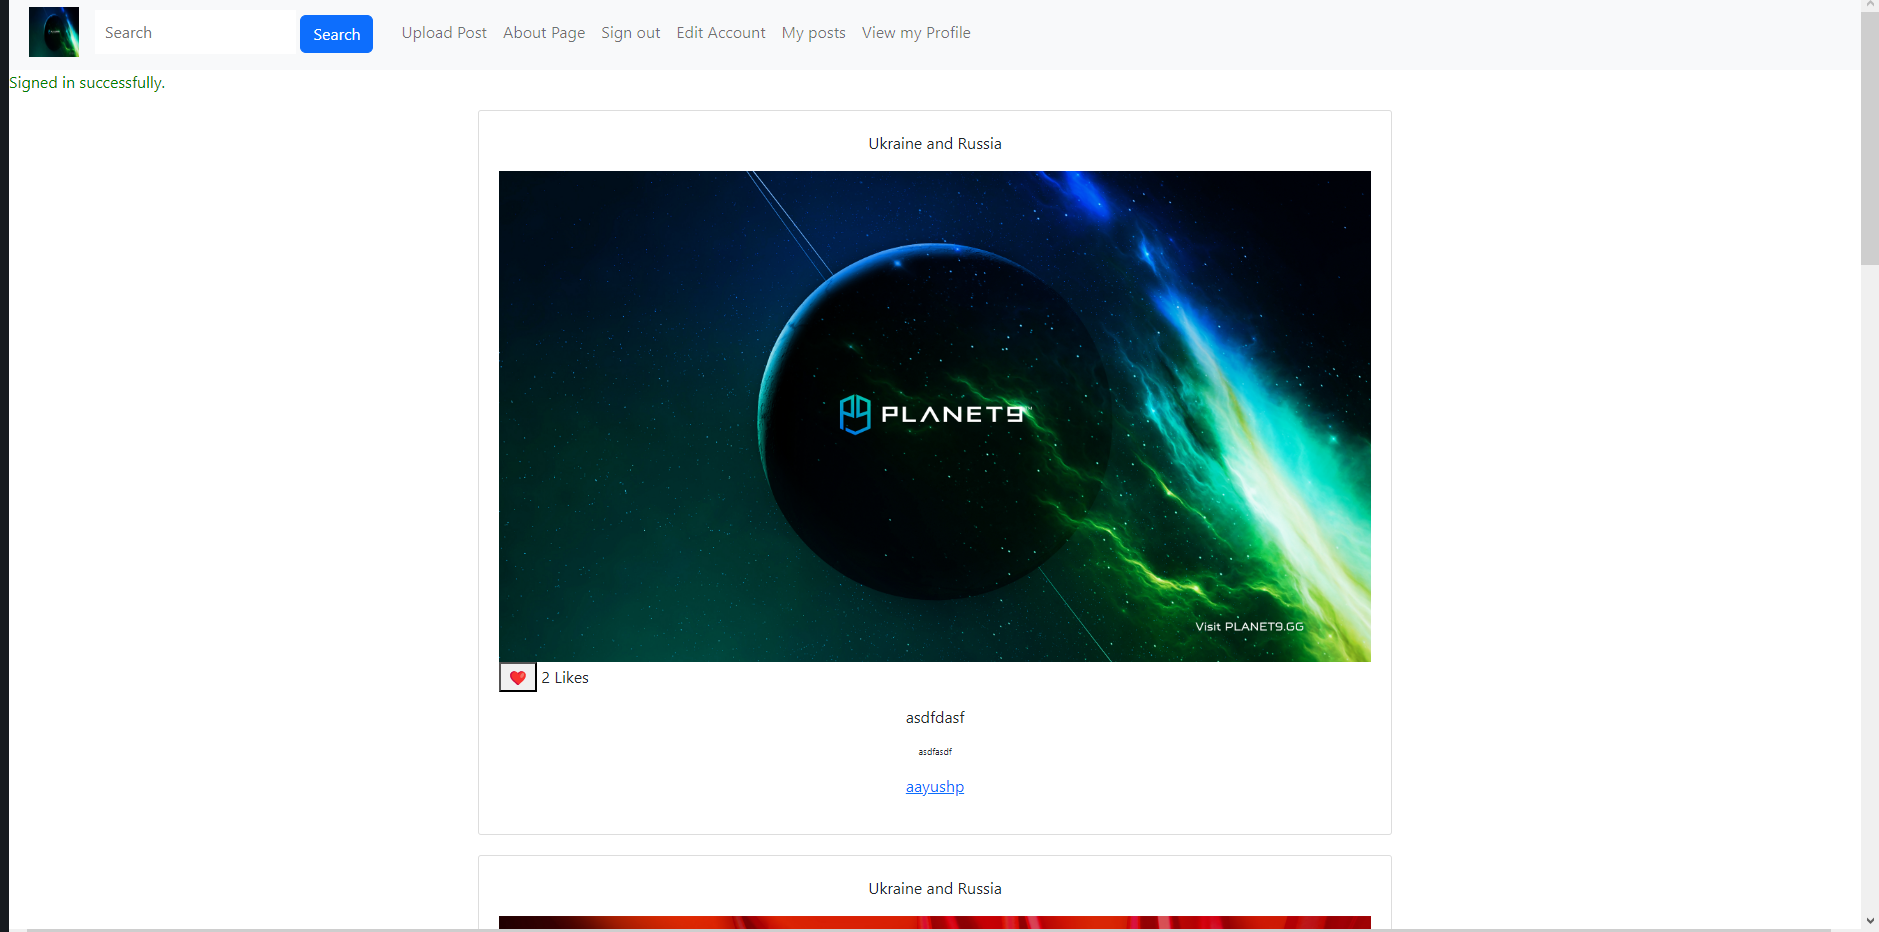 Search Search Upload Post About Page Sign out Edit Account My posts View my Profile
Signed in successfully.
Ukraine and Russia
PLANET9
Visit PLANET9.GG
❤️ 2 Likes
asdfdasf
asdfasdf
aayushp
Ukraine and Russia